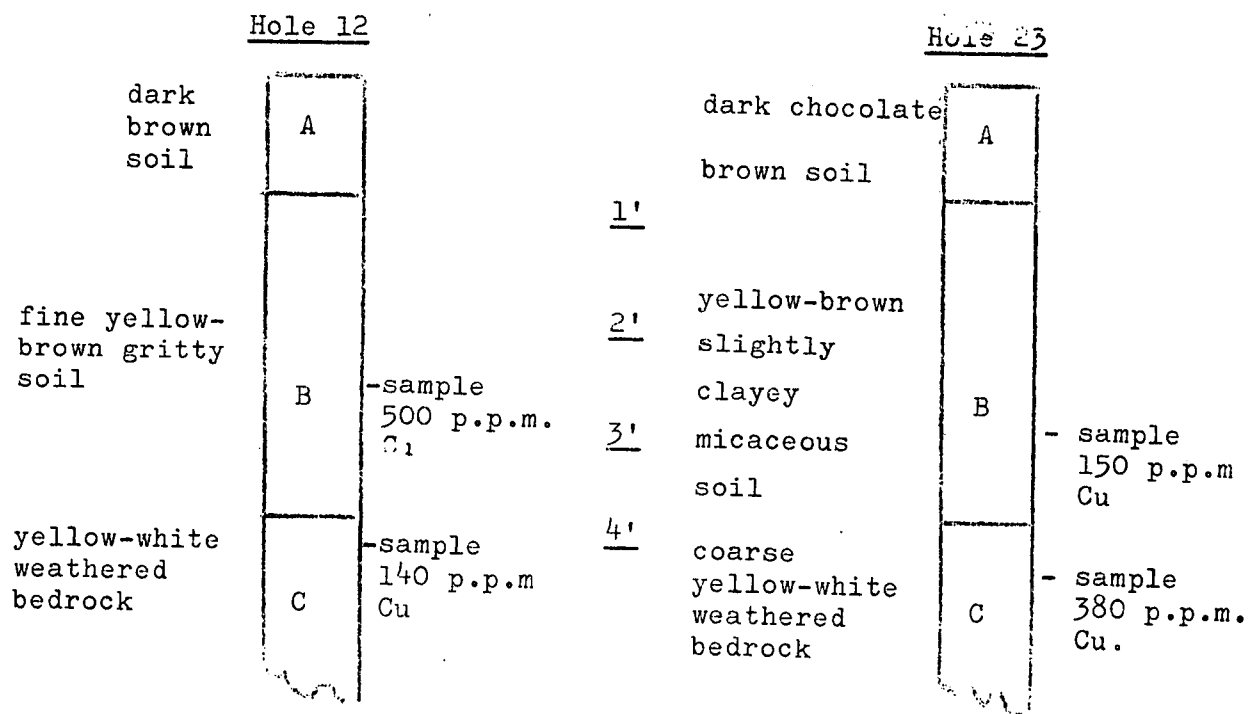 Hole 12
dark
brown
soil
A
fine yellow-
brown gritty
soil
B
-sample
500 p.p.m.
yellow-white
weathered
bedrock
C
-sample
140 p.p.m
Cu
1'
2'
3'
4'
Hole 23
dark chocolate
brown soil
A
yellow-brown
slightly
clayey
micaceous
soil
B
- sample
150 p.p.m
Cu
coarse
yellow-white
weathered
bedrock
C
- sample
380 p.p.m.
Cu.